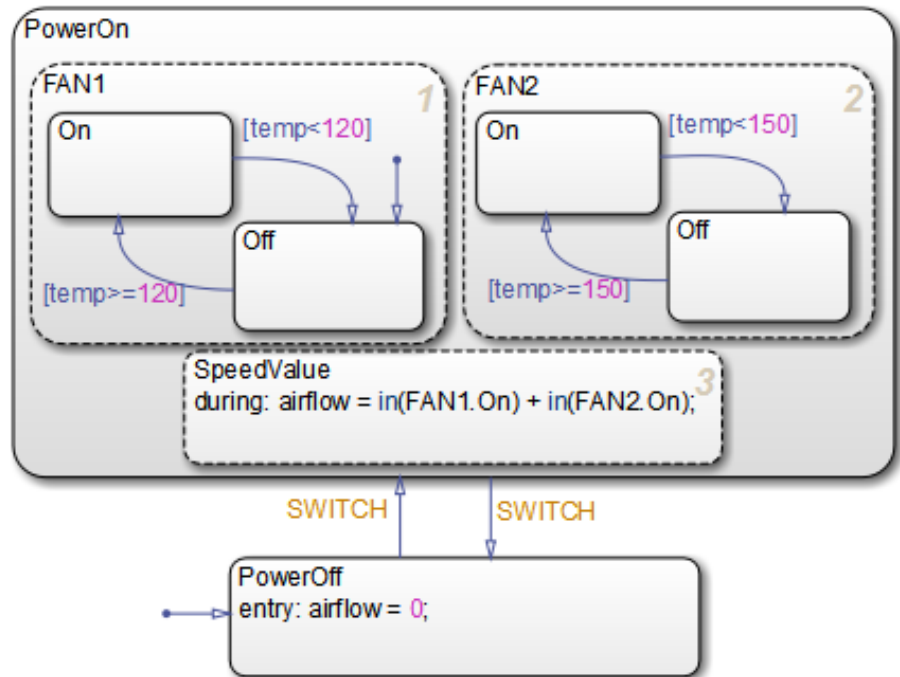 PowerOn
FAN1
1
On
[temp<120]
Off
[temp>=120]
FAN2
2
On
[temp<150]
Off
[temp>=150]
SpeedValue
3
during: airflow = in(FAN1.On) + in(FAN2.On);
SWITCH
SWITCH
PowerOff
entry: airflow = 0;